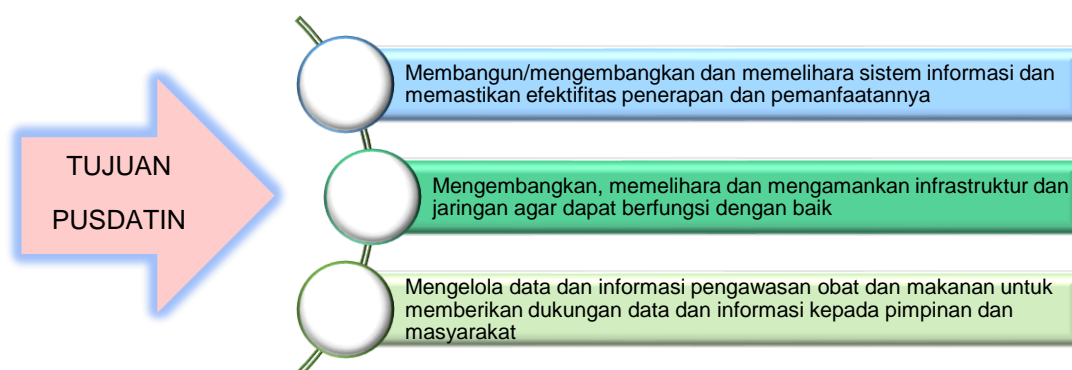 TUJUAN
PUSDATIN
Membangun/mengembangkan dan memelihara sistem informasi dan
memastikan efektifitas penerapan dan pemanfaatannya
Mengembangkan, memelihara dan mengamankan infrastruktur dan
jaringan agar dapat berfungsi dengan baik
Mengelola data dan informasi pengawasan obat dan makanan untuk
memberikan dukungan data dan informasi kepada pimpinan dan
masyarakat